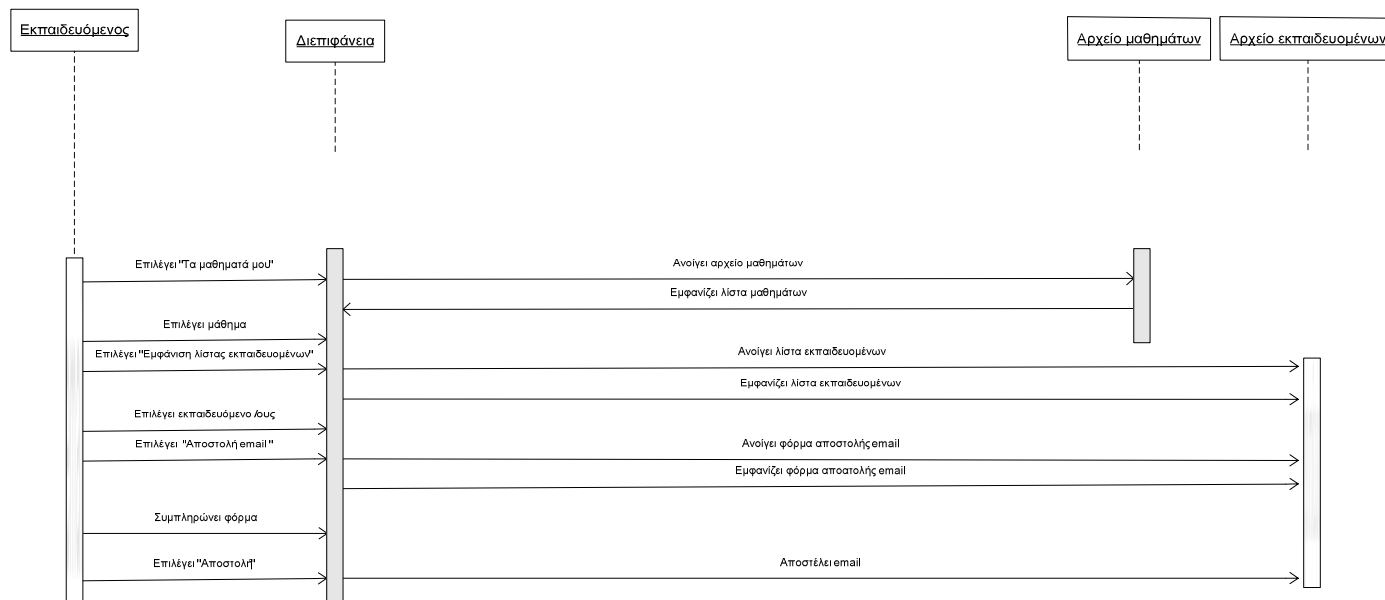 Εκπαιδευόμενος
Διεπιφάνεια
Αρχείο μαθημάτων
Αρχείο εκπαιδευομένων
Επιλέγει "Τα μαθηματά μου"
Ανοίγει αρχείο μαθημάτων
Εμφανίζει λίστα μαθημάτων
Επιλέγει μάθημα
Επιλέγει "Εμφάνιση λίστας εκπαιδευομένων"
Ανοίγει λίστα εκπαιδευομένων
Εμφανίζει λίστα εκπαιδευομένων
Επιλέγει εκπαιδευόμενο /ους
Επιλέγει "Αποστολή email "
Ανοίγει φόρμα αποστολής email
Εμφανίζει φόρμα αποατολής email
Συμπληρώνει φόρμα
Επιλέγει "Αποστολή"
Αποστέλει email